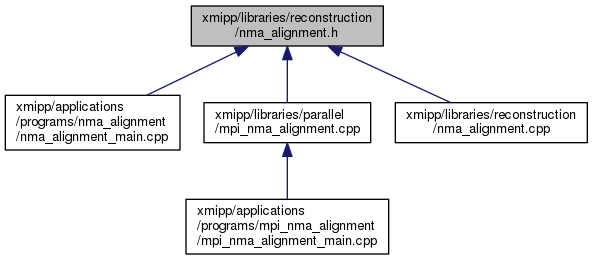 xmipp/libraries/reconstruction
/nma_alignment.h
xmipp/applications
/programs/nma_alignment
/nma_alignment_main.cpp
xmipp/libraries/parallel
/mpi_nma_alignment.cpp
xmipp/libraries/reconstruction
/nma_alignment.cpp
xmipp/applications
/programs/mpi_nma_alignment
/mpi_nma_alignment_main.cpp